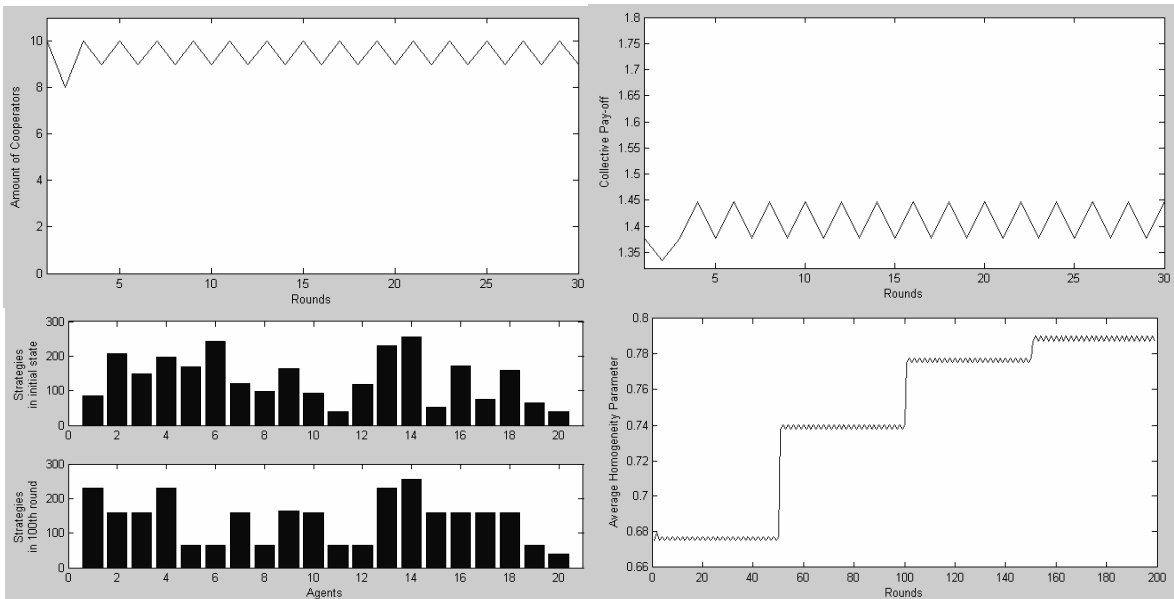 10
8
6
4
2
0
Amount of Cooperators
5 10 15 20 25 30
Rounds
1.8
1.75
1.7
1.65
1.6
1.55
1.5
1.45
1.4
1.35
Collective Pay-off
5 10 15 20 25 30
Rounds
300
200
100
0
Strategies
in initial state
0 2 4 6 8 10 12 14 16 18 20
Agents
300
200
100
0
Strategies
in 100th round
0 2 4 6 8 10 12 14 16 18 20
Agents
0.8
0.78
0.76
0.74
0.72
0.7
0.68
0.66
Average Homogeneity Parameter
0 20 40 60 80 100 120 140 160 180 200
Rounds